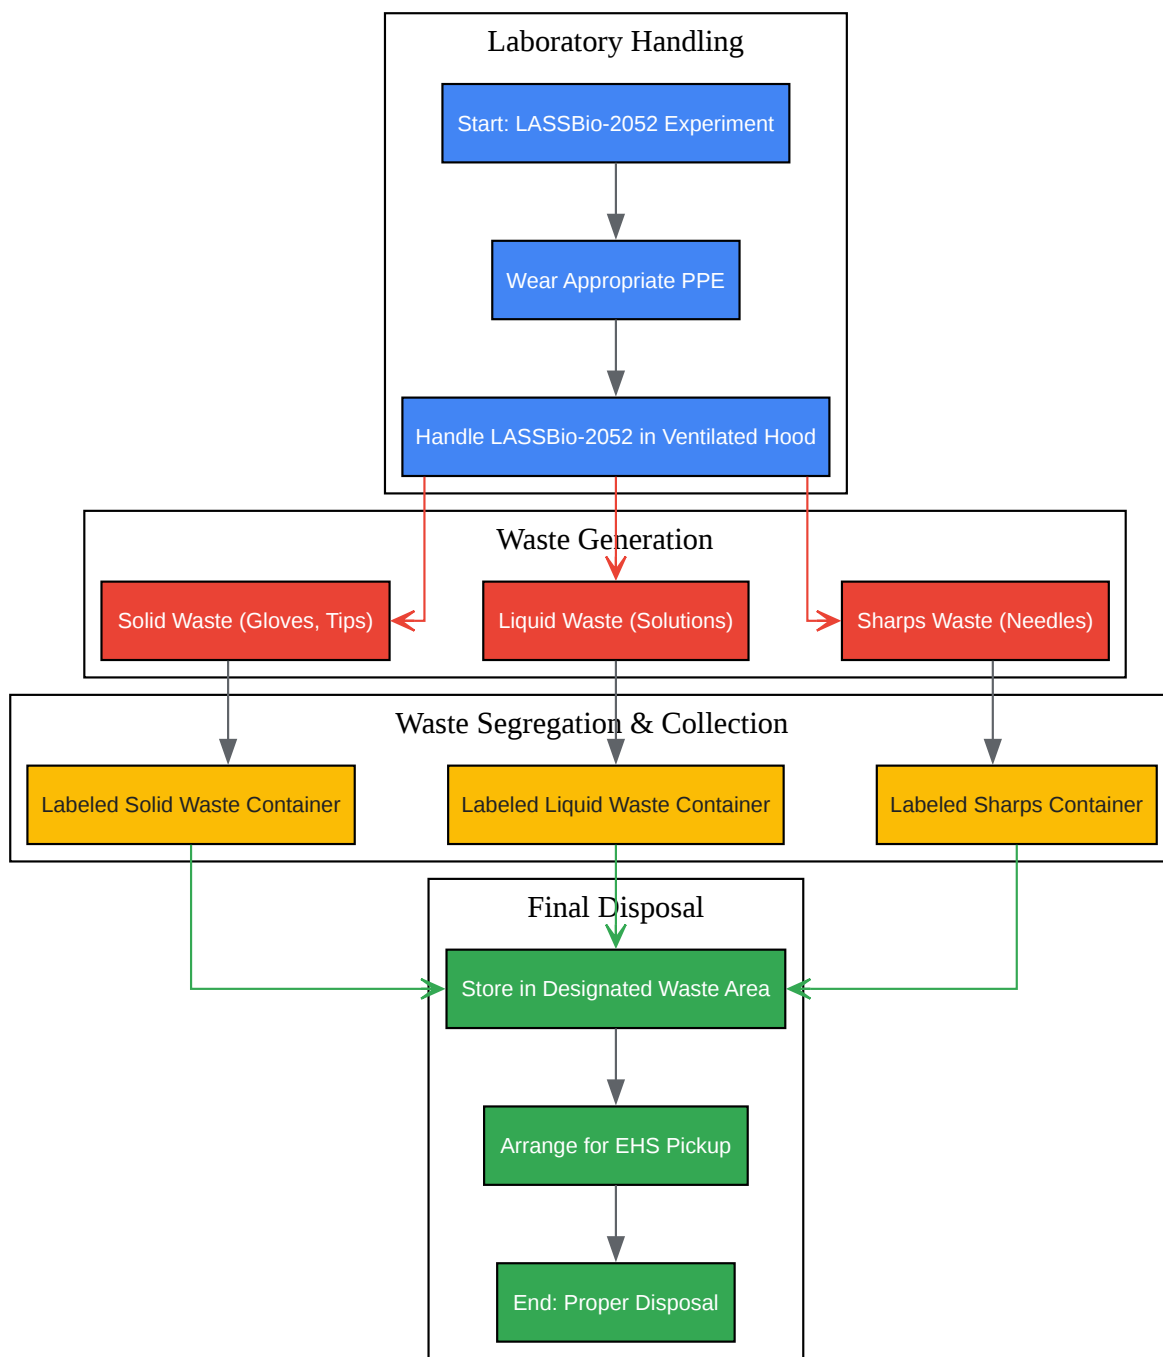 Laboratory Handling
Start: LASSBio-2052 Experiment
Wear Appropriate PPE
Handle LASSBio-2052 in Ventilated Hood
Waste Generation
Solid Waste (Gloves, Tips)
Liquid Waste (Solutions)
Sharps Waste (Needles)
Waste Segregation & Collection
Labeled Solid Waste Container
Labeled Liquid Waste Container
Labeled Sharps Container
Final Disposal
Store in Designated Waste Area
Arrange for EHS Pickup
End: Proper Disposal